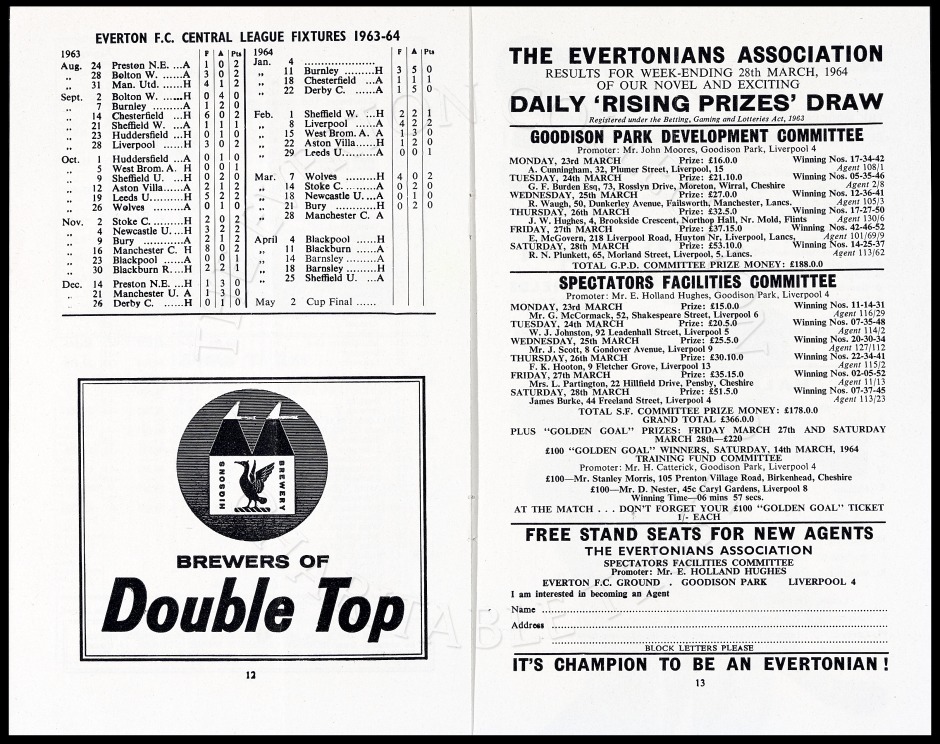 EVERTON F.C. CENTRAL LEAGUE FIXTURES 1963-64
1963 F A Pts
Aug. 24 Preston N.E. ...A 1 0 2
,, 28 Bolton W. ......H 3 0 2
,, 31 Man. Utd. ......H 4 1 2
Sept. 2 Bolton W. ......H 0 4 0
,, 7 Burnley .........A 1 2 0
,, 14 Chesterfield ...H 6 0 2
,, 21 Sheffield W. ...A 1 1 1
,, 23 Huddersfield ...H 0 1 0
,, 28 Liverpool ......H 3 0 2
Oct. 1 Huddersfield ...A 0 1 0
,, 5 West Brom. A. H 0 0 1
,, 9 Sheffield U. ...A 0 2 0
,, 12 Aston Villa......A 2 1 2
,, 19 Leeds U..........H 5 2 2
,, 26 Wolves .........A 0 1 0
Nov. 2 Stoke C..........H 2 0 2
,, 4 Newcastle U. ...H 3 2 2
,, 9 Bury ............A 2 1 2
,, 16 Manchester C. H 8 0 2
,, 23 Blackpool ......A 0 0 1
,, 30 Blackburn R....H 2 2 1
Dec. 14 Preston N.E. ...H 1 3 0
,, 21 Manchester U. A 1 3 0
,, 26 Derby C. ......H 0 1 0
1964 F A Pts
Jan. 4 ..................
,, 11 Burnley .........H 3 5 0
,, 18 Chesterfield ...A 1 1 1
,, 22 Derby C. ......A 1 5 0
Feb. 1 Sheffield W. ...H 2 2 1
,, 8 Liverpool ......A 4 2 2
,, 15 West Brom. A. A 1 3 0
,, 22 Aston Villa......H 1 2 0
,, 29 Leeds U..........A 0 0 1
Mar. 7 Wolves .........H 4 0 2
,, 14 Stoke C..........A 0 2 0
,, 18 Newcastle U. ...A 0 1 0
,, 21 Bury ............H 0 2 0
,, 28 Manchester C. A
April 4 Blackpool ......H
,, 11 Blackburn ......A
,, 14 Barnsley .........A
,, 18 Barnsley .........H
,, 25 Sheffield U. ...A
May 2 Cup Final ......
HIGSONS BREWERY
BREWERS OF
Double Top
12
THE EVERTONIANS ASSOCIATION
RESULTS FOR WEEK-ENDING 28th MARCH, 1964
OF OUR NOVEL AND EXCITING
DAILY 'RISING PRIZES' DRAW
Registered under the Betting, Gaming and Lotteries Act, 1963
GOODISON PARK DEVELOPMENT COMMITTEE
Promoter: Mr. John Moores, Goodison Park, Liverpool 4
MONDAY, 23rd MARCH Prize: £16.0.0 Winning Nos. 17-34-42
A. Cunningham, 32, Plumer Street, Liverpool, 15 Agent 108/1
TUESDAY, 24th MARCH Prize: £21.10.0 Winning Nos. 05-35-46
G. F. Burden Esq, 73, Rosslyn Drive, Moreton, Wirral, Cheshire Agent 2/8
WEDNESDAY, 25th MARCH Prize: £27.0.0 Winning Nos. 12-36-41
R. Waugh, 50, Dunkerley Avenue, Failsworth, Manchester, Lancs. Agent 105/3
THURSDAY, 26th MARCH Prize: £32.5.0 Winning Nos. 17-27-50
J. W. Hughes, 4, Brookside Crescent, Northop Hall, Nr. Mold, Flints Agent 130/6
FRIDAY, 27th MARCH Prize: £37.15.0 Winning Nos. 42-46-52
E. McGovern, 218 Liverpool Road, Huyton Nr, Liverpool, Lancs. Agent 101/69/9
SATURDAY, 28th MARCH Prize: £53.10.0 Winning Nos. 14-25-37
R. N. Plunkett, 65, Morland Street, Liverpool, 5. Lancs. Agent 113/62
TOTAL G.P.D. COMMITTEE PRIZE MONEY: £188.0.0
SPECTATORS FACILITIES COMMITTEE
Promoter: Mr. E. Holland Hughes, Goodison Park, Liverpool 4
MONDAY, 23rd MARCH Prize: £15.0.0 Winning Nos. 11-14-31
Mr. G. McCormack, 52, Shakespeare Street, Liverpool 6 Agent 116/29
TUESDAY, 24th MARCH Prize: £20.5.0 Winning Nos. 07-35-48
W. J. Johnston, 92 Leadenhall Street, Liverpool 5 Agent 114/2
WEDNESDAY, 25th MARCH Prize: £25.5.0 Winning Nos. 20-30-34
Mr. J. Scott, 8 Gondover Avenue, Liverpool 9 Agent 127/112
THURSDAY, 26th MARCH Prize: £30.10.0 Winning Nos. 22-34-41
F. K. Hooton, 9 Fletcher Grove, Liverpool 13 Agent 115/2
FRIDAY, 27th MARCH Prize: £35.15.0 Winning Nos. 02-05-52
Mrs. L. Partington, 22 Hillfield Drive, Pensby, Cheshire Agent 11/13
SATURDAY, 28th MARCH Prize: £51.5.0 Winning Nos. 07-37-45
James Burke, 44 Freeland Street, Liverpool 4 Agent 113/23
TOTAL S.F. COMMITTEE PRIZE MONEY: £178.0.0
GRAND TOTAL £366.0.0
PLUS "GOLDEN GOAL" PRIZES: FRIDAY MARCH 27th AND SATURDAY
MARCH 28th—£220
£100 "GOLDEN GOAL" WINNERS, SATURDAY, 14th MARCH, 1964
TRAINING FUND COMMITTEE
Promoter: Mr. H. Catterick, Goodison Park, Liverpool 4
£100—Mr. Stanley Morris, 105 Prenton Village Road, Birkenhead, Cheshire
£100—Mr. D. Nester, 45c Caryl Gardens, Liverpool 8
Winning Time—06 mins 57 secs.
AT THE MATCH . . . DON'T FORGET YOUR £100 "GOLDEN GOAL" TICKET
1/- EACH
FREE STAND SEATS FOR NEW AGENTS
THE EVERTONIANS ASSOCIATION
SPECTATORS FACILITIES COMMITTEE
Promoter: Mr. E. HOLLAND HUGHES
EVERTON F.C. GROUND . GOODISON PARK LIVERPOOL 4
I am interested in becoming an Agent
Name
Address
BLOCK LETTERS PLEASE
IT'S CHAMPION TO BE AN EVERTONIAN !
13